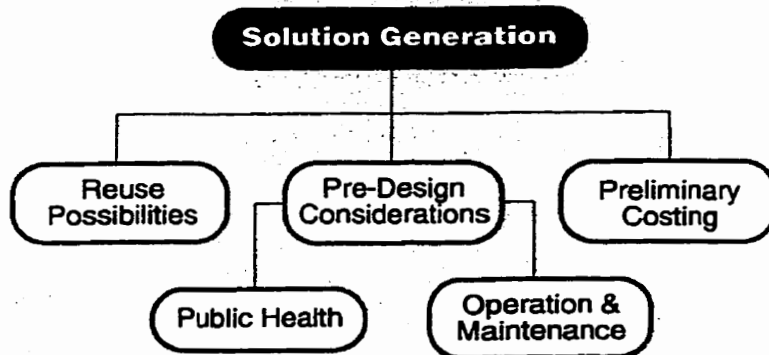 Solution Generation
Reuse
Possibilities
Pre-Design
Considerations
Preliminary
Costing
Public Health
Operation &
Maintenance